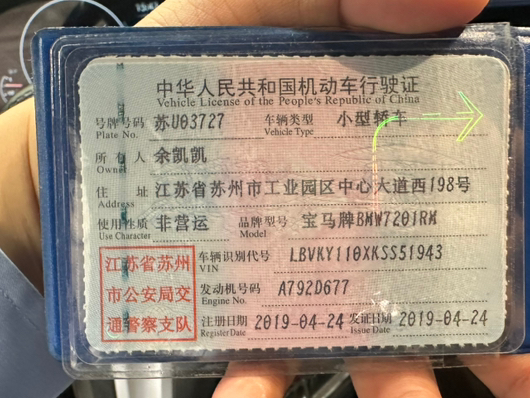 中华人民共和国机动车行驶证
Vehicle License of the People's Republic of China
号牌号码 苏U03727 车辆类型 小型轿车
Plate No. Vehicle Type
所有人 余凯凯
Owner
住址 江苏省苏州市工业园区中心大道西198号
Address
使用性质 非营运 品牌型号 宝马牌BMW7201RM
Use Character Model
江苏省苏州
市公安局交
通警察支队
车辆识别代号 LBVKY110XKSS51943
VIN
发动机号码 A792D677
Engine No.
注册日期 2019-04-24 发证日期 2019-04-24
Register Date Issue Date